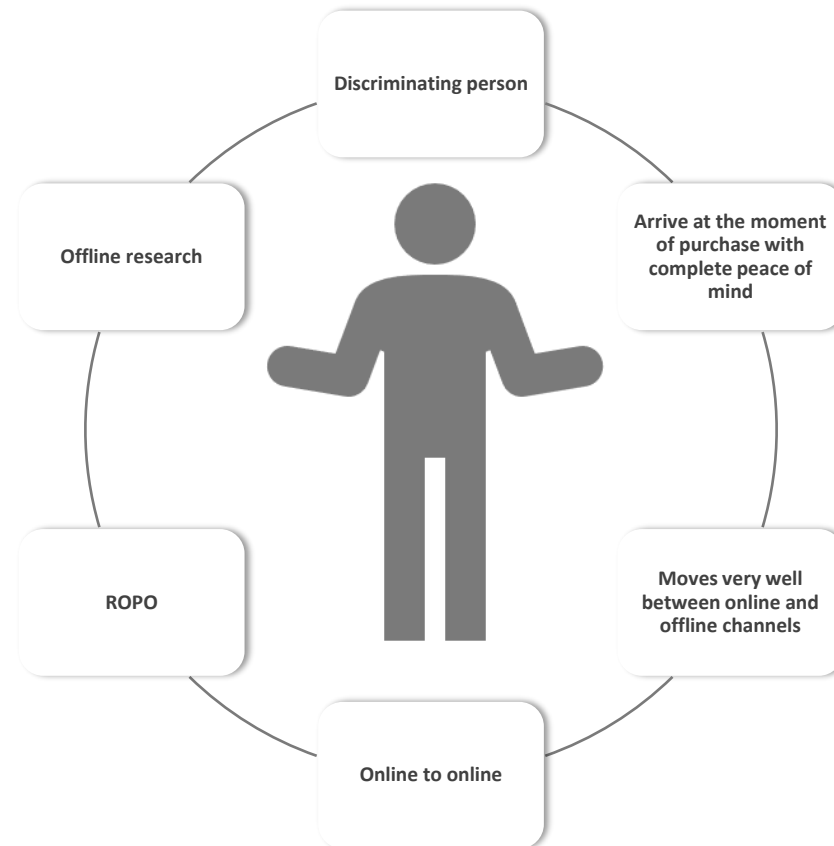 Discriminating person
Arrive at the moment
of purchase with
complete peace of
mind
Moves very well
between online and
offline channels
Online to online
ROPO
Offline research